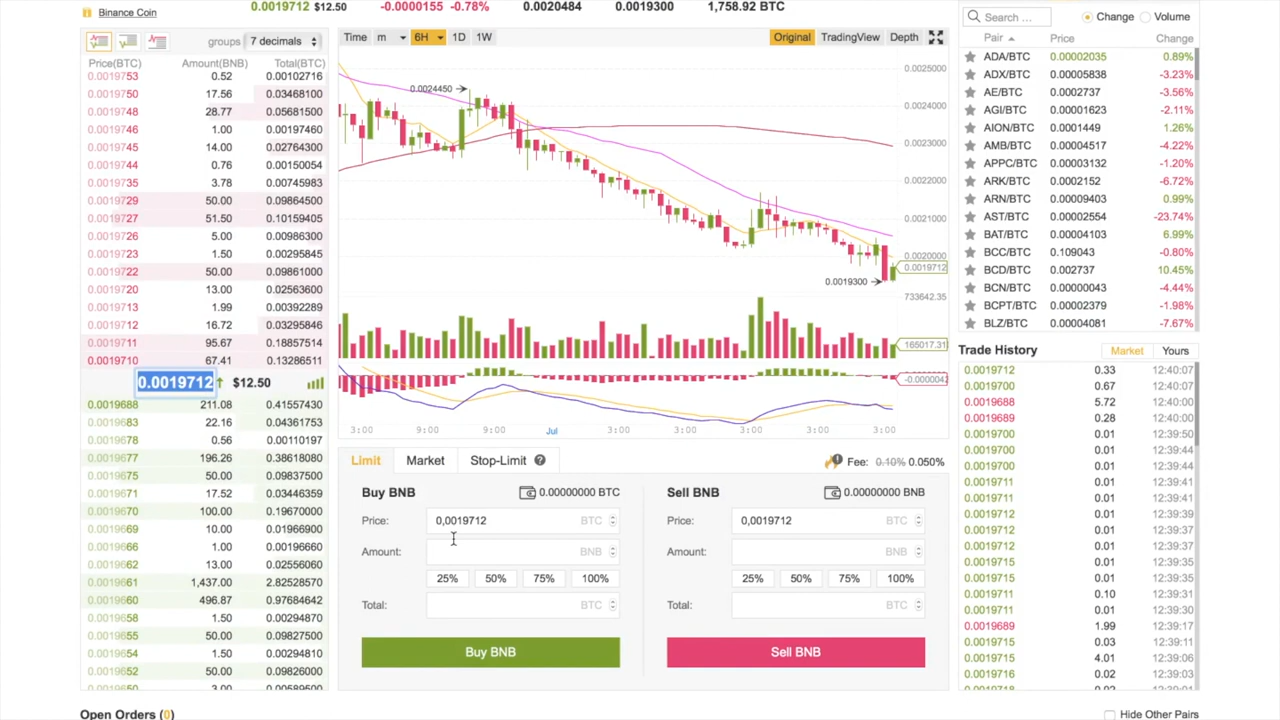 Binance Coin
0.0019712 $12.50
-0.0000155 -0.78%
0.0020484
0.0019300
1,758.92 BTC
groups 7 decimals
Price(BTC) Amount(BNB) Total(BTC)
0.0019753 0.52 0.00102716
0.0019750 17.56 0.03468100
0.0019748 28.77 0.05681500
0.0019746 1.00 0.00197460
0.0019745 14.00 0.02764300
0.0019744 0.76 0.00150054
0.0019735 3.78 0.00745983
0.0019729 50.00 0.09864500
0.0019727 51.50 0.10159405
0.0019726 5.00 0.00986300
0.0019723 1.50 0.00295845
0.0019722 50.00 0.09861000
0.0019720 13.00 0.02563600
0.0019713 1.99 0.00392289
0.0019712 16.72 0.03295846
0.0019711 95.67 0.18857514
0.0019710 67.41 0.13286511
0.0019712 $12.50
0.0019688 211.08 0.41557430
0.0019683 22.16 0.04361753
0.0019678 0.56 0.00110197
0.0019677 196.26 0.38618080
0.0019675 50.00 0.09837500
0.0019671 17.52 0.03446359
0.0019670 100.00 0.19670000
0.0019669 10.00 0.01966900
0.0019666 1.00 0.00196660
0.0019662 13.00 0.02556060
0.0019661 1,437.00 2.82528570
0.0019660 496.87 0.97684642
0.0019658 1.50 0.00294870
0.0019655 50.00 0.09827500
0.0019654 1.50 0.00294810
0.0019652 50.00 0.09826000
0.0019650 3.00 0.00589500
Time m 6H 1D 1W
Original TradingView Depth
0.0025000
0.0024450
0.0024000
0.0023000
0.0022000
0.0021000
0.0020000
0.0019712
0.0019300
733642.35
165017.31
-0.0000042
3:00 9:00 9:00 Jul 3:00 3:00 3:00 3:00 3:00
Limit Market Stop-Limit ?
Fee: 0.10% 0.050%
Buy BNB 0.00000000 BTC
Price: 0,0019712 BTC
Amount: BNB
25% 50% 75% 100%
Total: BTC
Buy BNB
Sell BNB 0.00000000 BNB
Price: 0,0019712 BTC
Amount: BNB
25% 50% 75% 100%
Total: BTC
Sell BNB
Search ... Change Volume
Pair Price Change
ADA/BTC 0.00002035 0.89%
ADX/BTC 0.00005838 -3.23%
AE/BTC 0.0002737 -3.56%
AGI/BTC 0.00001623 -2.11%
AION/BTC 0.0001449 1.26%
AMB/BTC 0.00004517 -4.22%
APPC/BTC 0.00003132 -1.20%
ARK/BTC 0.0002152 -6.72%
ARN/BTC 0.00009403 0.99%
AST/BTC 0.00002554 -23.74%
BAT/BTC 0.00004103 6.99%
BCC/BTC 0.109043 -0.80%
BCD/BTC 0.002737 10.45%
BCN/BTC 0.00000043 -4.44%
BCPT/BTC 0.00002379 -1.98%
BLZ/BTC 0.00004081 -7.67%
Trade History Market Yours
0.0019712 0.33 12:40:07
0.0019700 0.67 12:40:07
0.0019688 5.72 12:40:00
0.0019689 0.28 12:40:00
0.0019700 0.01 12:39:50
0.0019700 0.01 12:39:44
0.0019700 0.01 12:39:44
0.0019711 0.01 12:39:41
0.0019711 0.01 12:39:39
0.0019712 0.01 12:39:37
0.0019712 0.01 12:39:37
0.0019715 0.01 12:39:35
0.0019715 0.01 12:39:35
0.0019711 0.10 12:39:31
0.0019711 0.01 12:39:30
0.0019689 1.99 12:39:17
0.0019715 0.03 12:39:11
0.0019715 4.01 12:39:06
0.0019716 0.02 12:39:03
0.0019718 0.02 12:39:01
Open Orders (0)
Hide Other Pairs